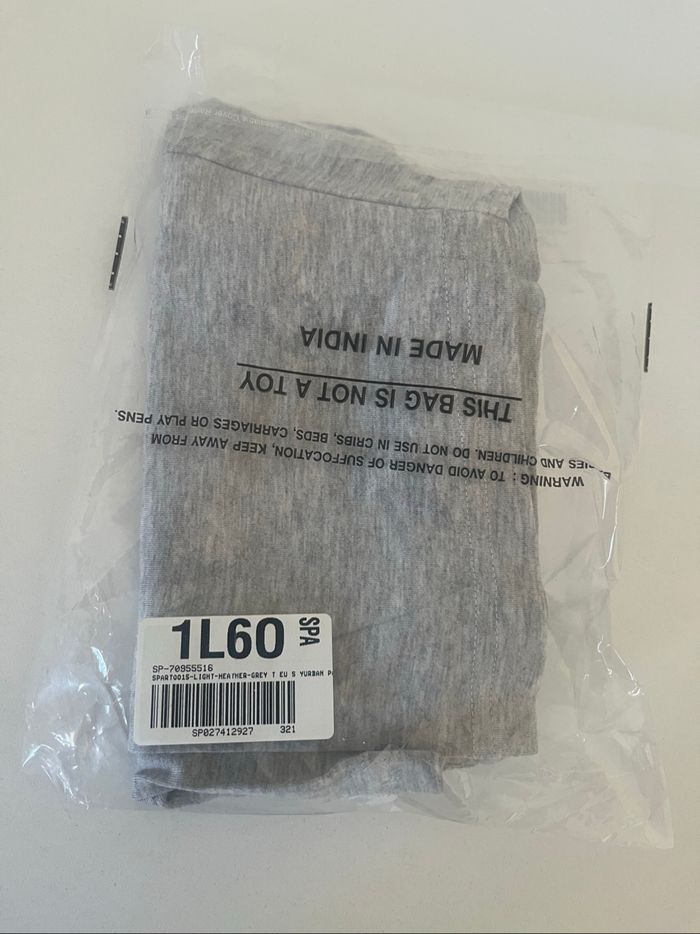 MADE IN INDIA
THIS BAG IS NOT A TOY
BIES AND CHILDREN. DO NOT USE IN CRIBS, BEDS, CARRIAGES OR PLAY PENS.
WARNING : TO AVOID DANGER OF SUFFOCATION, KEEP AWAY FROM
1L60 SPA
SP-70955516
SPART0015-LIGHT-HEATHER-GREY T EU S YURBAN
SP027412927 321